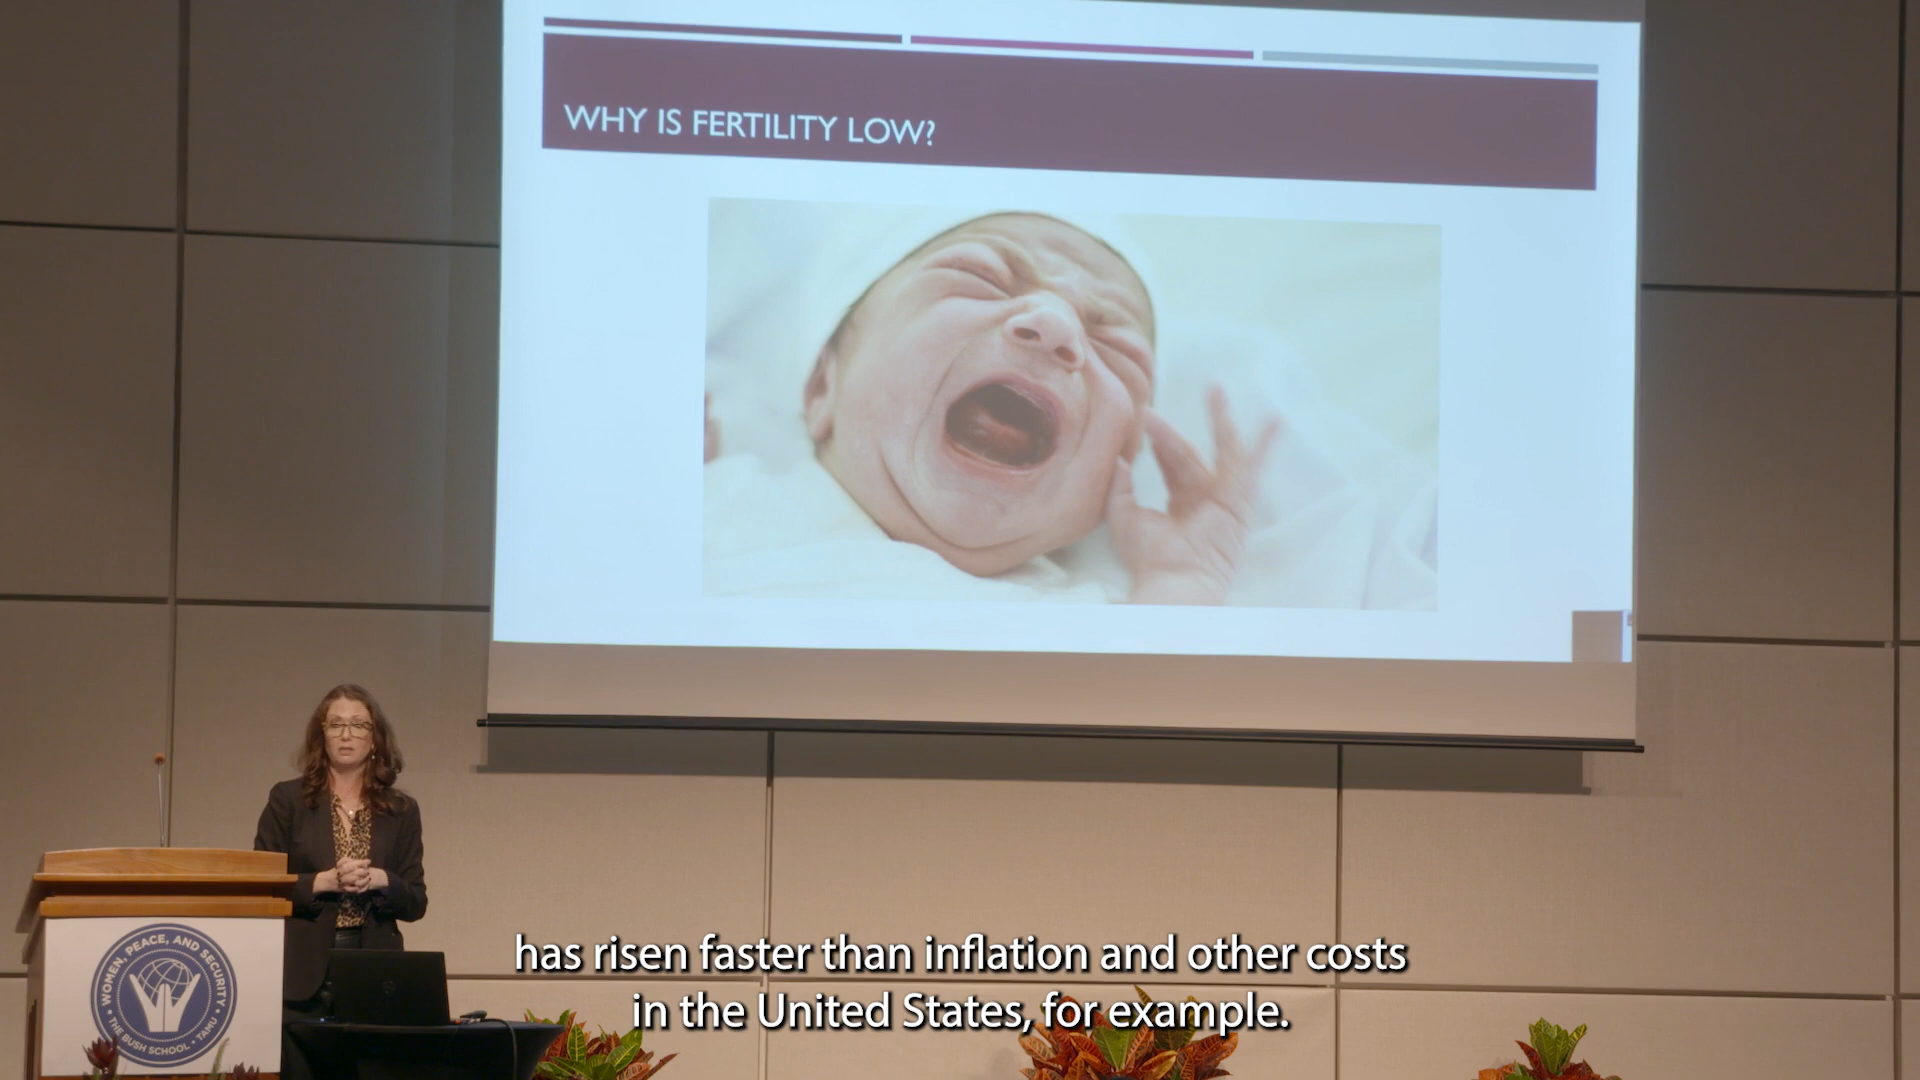 WHY IS FERTILITY LOW?
WOMEN, PEACE, AND SECURITY
• THE BUSH SCHOOL • TAMU •
has risen faster than inflation and other costs
in the United States, for example.